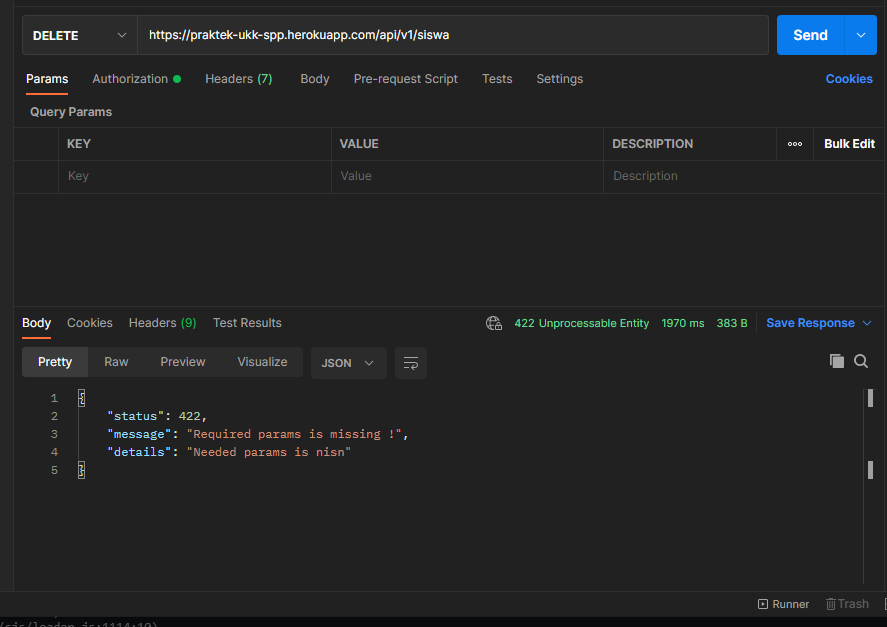 DELETE https://praktek-ukk-spp.herokuapp.com/api/v1/siswa Send
Params Authorization Headers (7) Body Pre-request Script Tests Settings Cookies
Query Params
KEY VALUE DESCRIPTION ooo Bulk Edit
Key Value Description
Body Cookies Headers (9) Test Results 422 Unprocessable Entity 1970 ms 383 B Save Response
Pretty Raw Preview Visualize JSON
1 {
2 "status": 422,
3 "message": "Required params is missing !",
4 "details": "Needed params is nisn"
5 }
Runner Trash